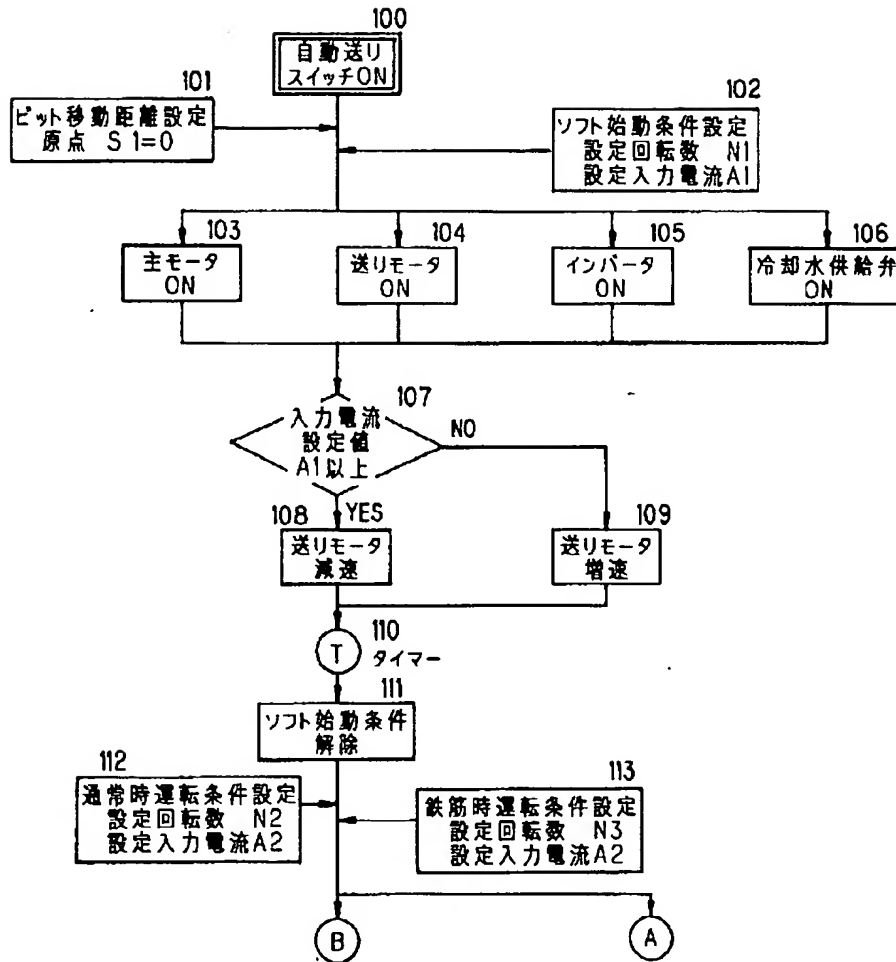 100
自動送り
スイッチON
101
ビット移動距離設定
原点 S1=0
102
ソフト始動条件設定
設定回転数 N1
設定入力電流A1
103
主モータ
ON
104
送りモータ
ON
105
インバータ
ON
106
冷却水供給弁
ON
107
入力電流
設定値
A1以上
NO
YES
108
送りモータ
減速
109
送りモータ
増速
110
T
タイマー
111
ソフト始動条件
解除
112
通常時運転条件設定
設定回転数 N2
設定入力電流A2
113
鉄筋時運転条件設定
設定回転数 N3
設定入力電流A2
B
A